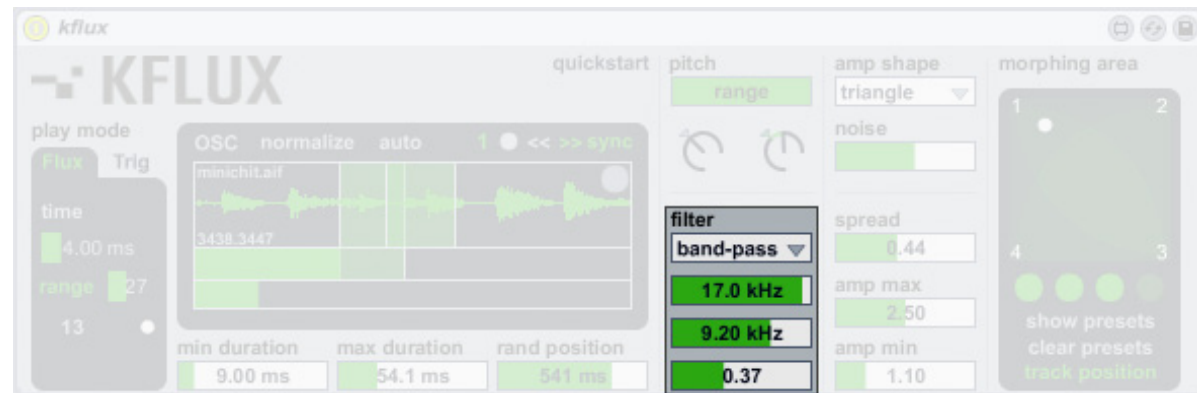 kflux
KFLUX
quickstart
play mode
Flux Trig
time
4.00 ms
range 27
13
OSC normalize auto 1 << >> sync
minichit.aif
3438.3447
min duration max duration rand position
9.00 ms 54.1 ms 541 ms
pitch
range
filter
band-pass
17.0 kHz
9.20 kHz
0.37
amp shape
triangle
noise
spread
0.44
amp max
2.50
amp min
1.10
morphing area
1 2
4 3
show presets
clear presets
track position